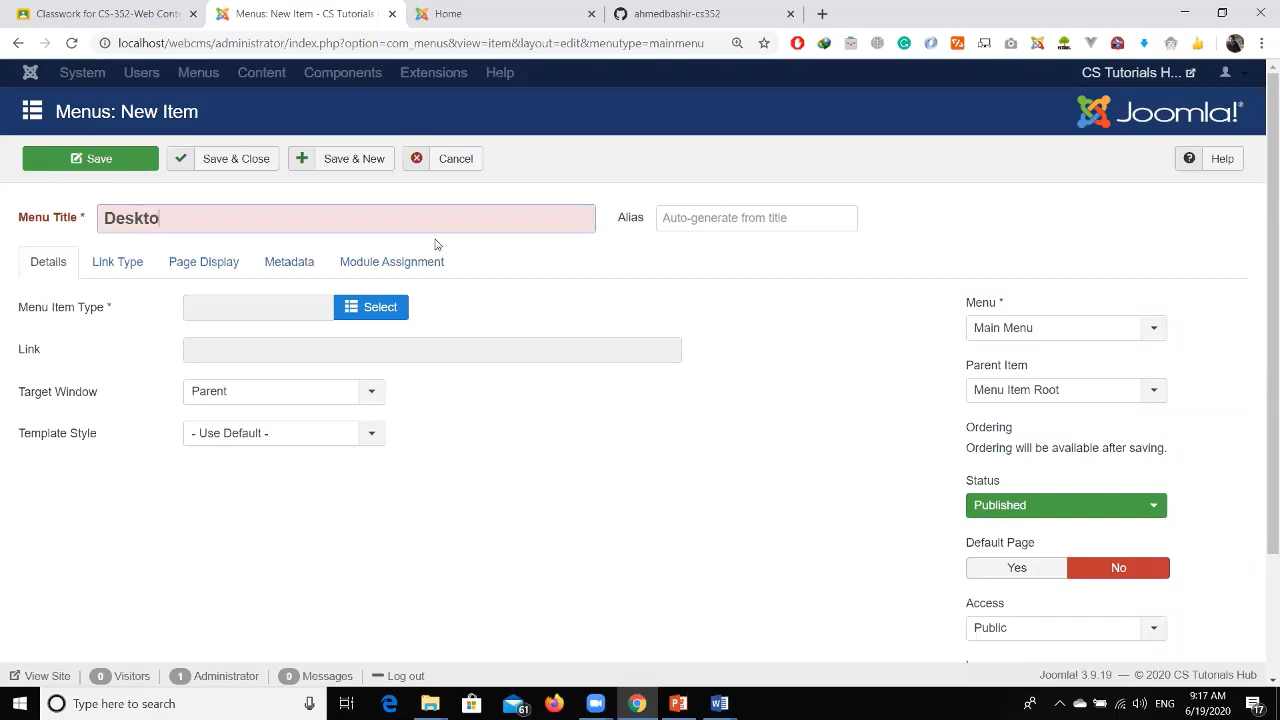 Classwork for CS-352-Web Cont
Menus: New Item - CS Tutorials
Home
ahmedbashir-cs352
localhost/webcms/administrator/index.php?option=com_menus&view=item&layout=edit&menutype=mainmenu
System Users Menus Content Components Extensions Help CS Tutorials H...
Menus: New Item Joomla!®
Save Save & Close Save & New Cancel Help
Menu Title * Deskto Alias Auto-generate from title
Details Link Type Page Display Metadata Module Assignment
Menu Item Type * Select
Link
Target Window Parent
Template Style - Use Default -
Menu *
Main Menu
Parent Item
Menu Item Root
Ordering
Ordering will be available after saving.
Status
Published
Default Page
Yes No
Access
Public
View Site 0 Visitors 1 Administrator 0 Messages Log out Joomla! 3.9.19 — © 2020 CS Tutorials Hub
Type here to search 61 ENG 9:17 AM
6/19/2020 7